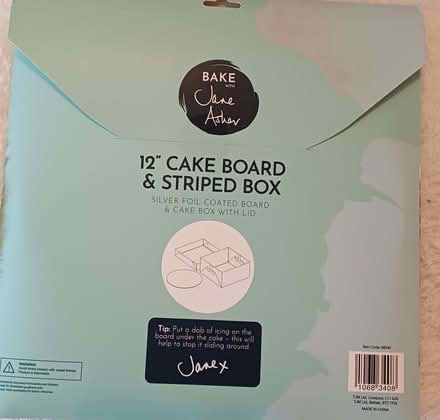 BAKE
WITH
Jane
Asher
12" CAKE BOARD
& STRIPED BOX
SILVER FOIL COATED BOARD
& CAKE BOX WITH LID
Tip: Put a dab of icing on the
board under the cake – this will
help to stop it sliding around.
Jane x
WARNING!
1068 3408
MADE IN CHINA